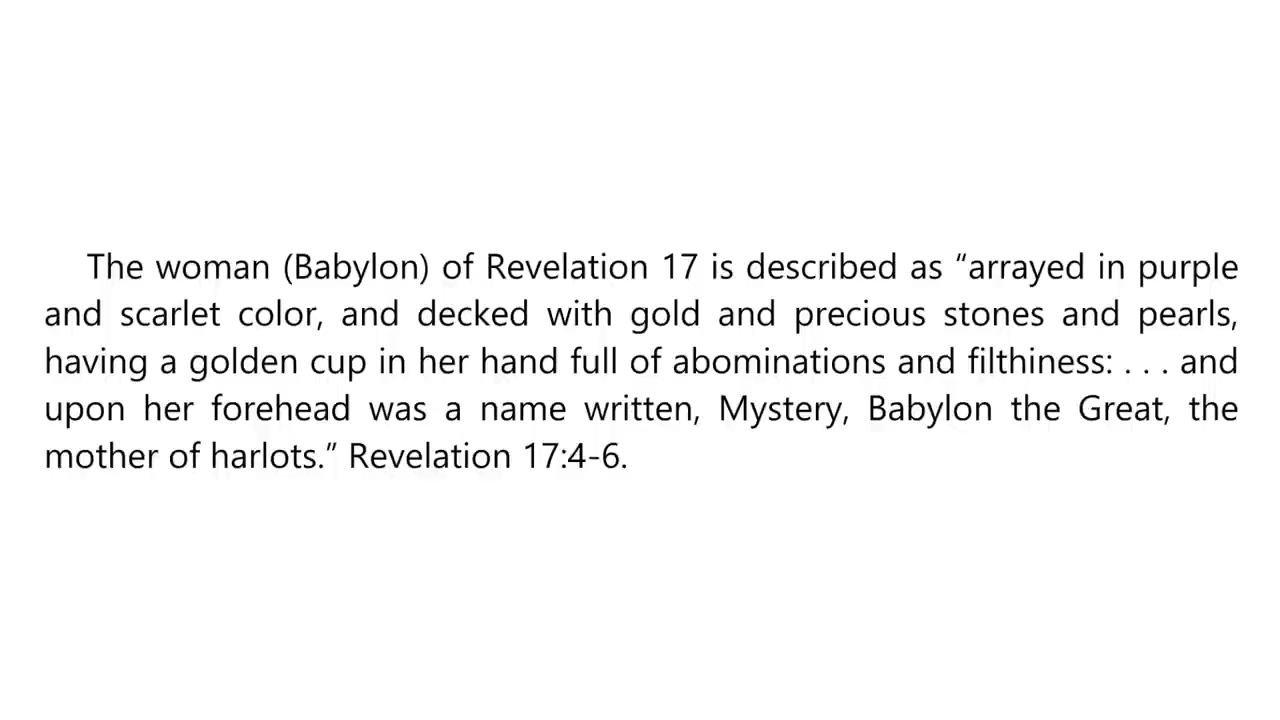 The woman (Babylon) of Revelation 17 is described as “arrayed in purple
and scarlet color, and decked with gold and precious stones and pearls,
having a golden cup in her hand full of abominations and filthiness: . . . and
upon her forehead was a name written, Mystery, Babylon the Great, the
mother of harlots.” Revelation 17:4-6.